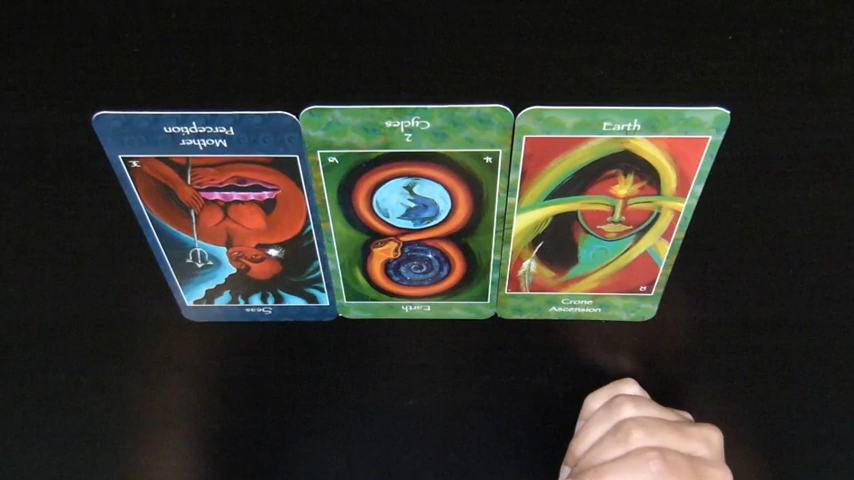 Mother
Perception
Seas
2
Cycles
Earth
Earth
Crone
Ascension